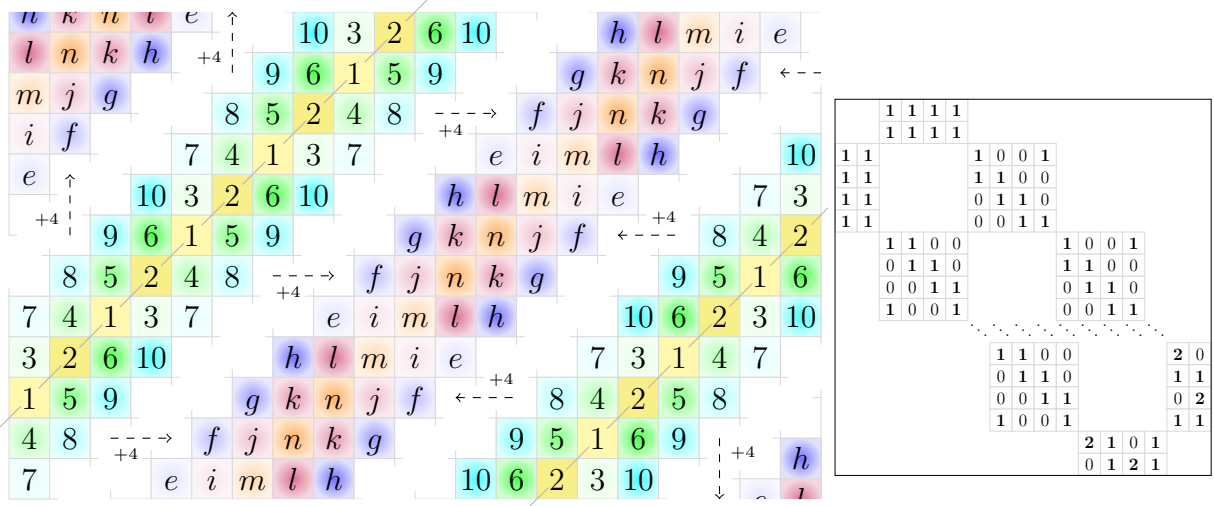 10 3 2 6 10 h l m i e
l n k h +4
9 6 1 5 9 g k n j f
m j g
8 5 2 4 8 +4 f j n k g
i f
7 4 1 3 7 e i m l h 10
e
10 3 2 6 10 h l m i e 7 3
+4 +4
9 6 1 5 9 g k n j f 8 4 2
8 5 2 4 8 +4 f j n k g 9 5 1 6
7 4 1 3 7 e i m l h 10 6 2 3 10
3 2 6 10 h l m i e 7 3 1 4 7
+4
1 5 9 g k n j f 8 4 2 5 8
4 8 +4 f j n k g 9 5 1 6 9 +4
h
7 e i m l h 10 6 2 3 10
1 1 1 1
1 1 1 1
1 1 1 0 0 1
1 1 1 1 0 0
1 1 0 1 1 0
1 1 0 0 1 1
1 1 0 0 1 0 0 1
0 1 1 0 1 1 0 0
0 0 1 1 0 1 1 0
1 0 0 1 0 0 1 1
1 1 0 0 2 0
0 1 1 0 1 1
0 0 1 1 0 2
1 0 0 1 1 1
2 1 0 1
0 1 2 1